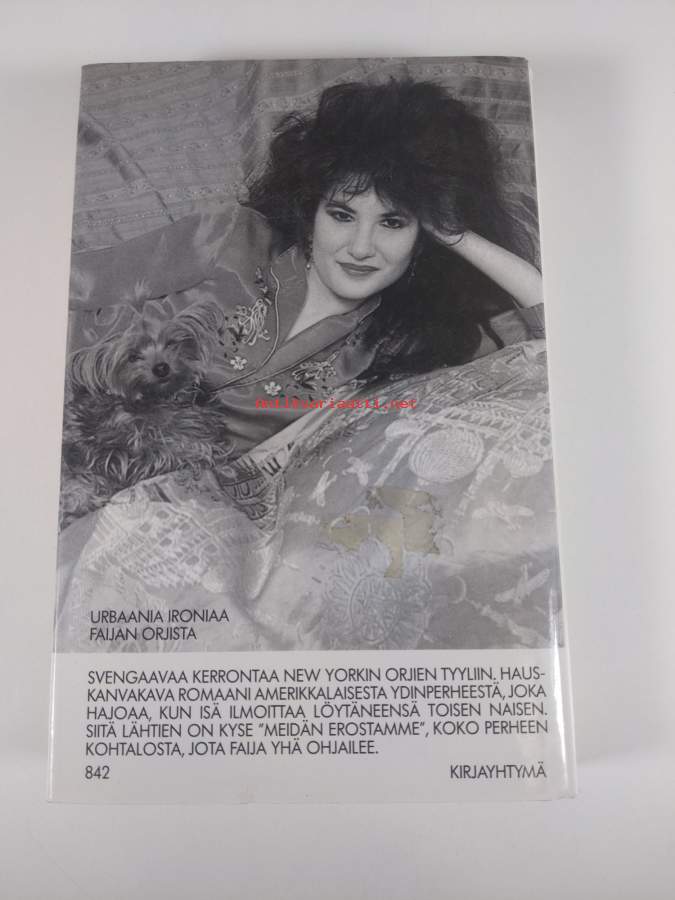 antikvariaatti.net
URBAANIA IRONIAA
FAIJAN ORJISTA
SVENGAAVAA KERRONTAA NEW YORKIN ORJIEN TYYLIIN. HAUS-
KANVAKAVA ROMAANI AMERIKKALAISESTA YDINPERHEESTÄ, JOKA
HAJOAA, KUN ISÄ ILMOITTAA LÖYTÄNEENSÄ TOISEN NAISEN.
SIITÄ LÄHTIEN ON KYSE "MEIDÄN EROSTAMME", KOKO PERHEEN
KOHTALOSTA, JOTA FAIJA YHÄ OHJAILEE.
842 KIRJAYHTYMÄ